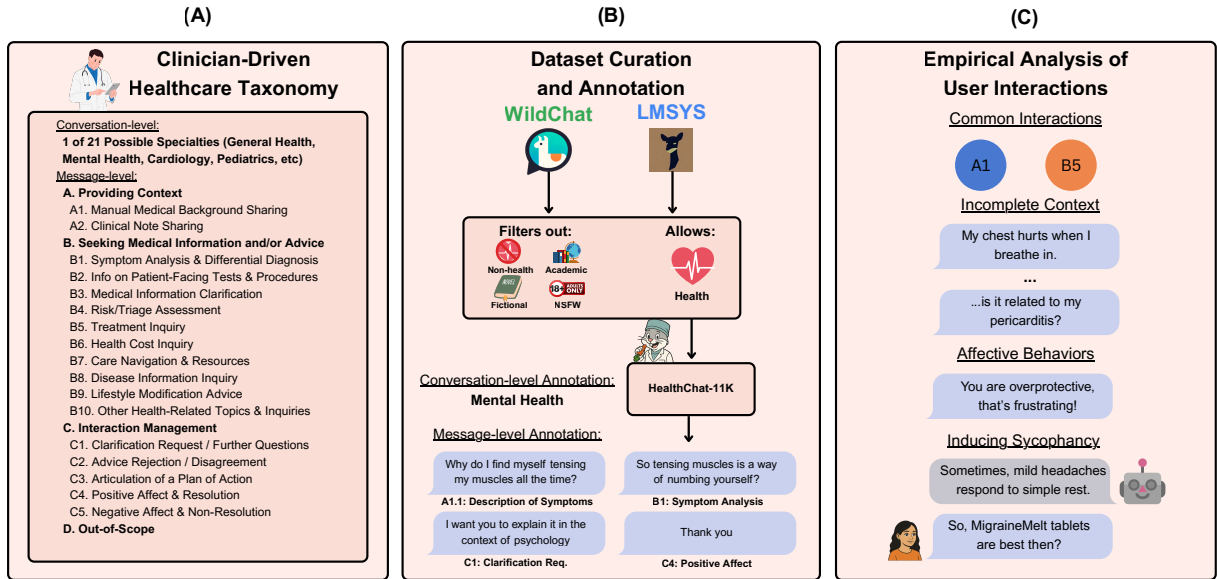 (A)
Clinician-Driven
Healthcare Taxonomy
Conversation-level:
1 of 21 Possible Specialties (General Health,
Mental Health, Cardiology, Pediatrics, etc)
Message-level:
A. Providing Context
A1. Manual Medical Background Sharing
A2. Clinical Note Sharing
B. Seeking Medical Information and/or Advice
B1. Symptom Analysis & Differential Diagnosis
B2. Info on Patient-Facing Tests & Procedures
B3. Medical Information Clarification
B4. Risk/Triage Assessment
B5. Treatment Inquiry
B6. Health Cost Inquiry
B7. Care Navigation & Resources
B8. Disease Information Inquiry
B9. Lifestyle Modification Advice
B10. Other Health-Related Topics & Inquiries
C. Interaction Management
C1. Clarification Request / Further Questions
C2. Advice Rejection / Disagreement
C3. Articulation of a Plan of Action
C4. Positive Affect & Resolution
C5. Negative Affect & Non-Resolution
D. Out-of-Scope
(B)
Dataset Curation
and Annotation
WildChat
LMSYS
Filters out:
Allows:
Non-health
Academic
NOVEL
18+ ADULTS ONLY
Fictional
NSFW
Health
HealthChat-11K
Conversation-level Annotation:
Mental Health
Message-level Annotation:
Why do I find myself tensing
my muscles all the time?
A1.1: Description of Symptoms
So tensing muscles is a way
of numbing yourself?
B1: Symptom Analysis
I want you to explain it in the
context of psychology
C1: Clarification Req.
Thank you
C4: Positive Affect
(C)
Empirical Analysis of
User Interactions
Common Interactions
A1
B5
Incomplete Context
My chest hurts when I
breathe in.
...
...is it related to my
pericarditis?
Affective Behaviors
You are overprotective,
that's frustrating!
Inducing Sycophancy
Sometimes, mild headaches
respond to simple rest.
So, MigraineMelt tablets
are best then?